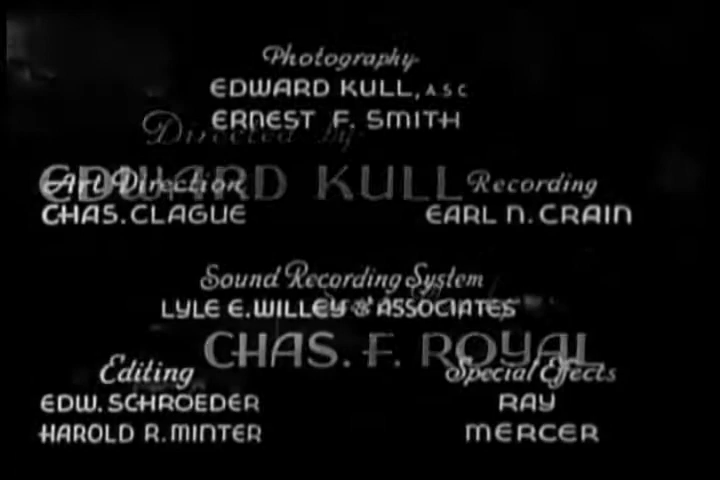 Photography
EDWARD KULL, A S C
ERNEST F. SMITH
Directed by
EDWARD KULL
Art Direction
CHAS. CLAGUE
Recording
EARL N. CRAIN
Sound Recording System
LYLE E. WILLEY & ASSOCIATES
CHAS. F. ROYAL
Editing
EDW. SCHROEDER
HAROLD R. MINTER
Special Effects
RAY
MERCER